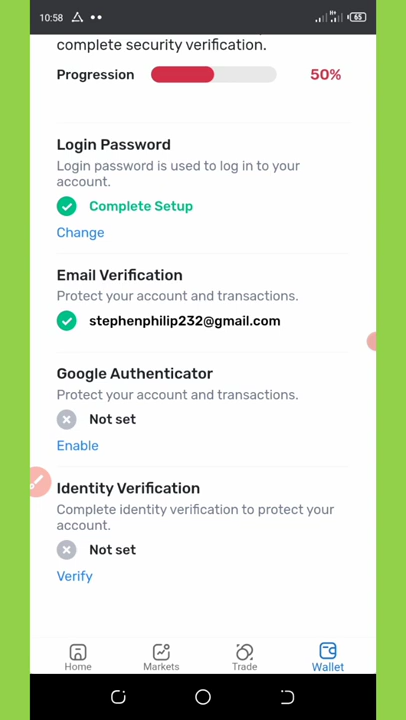 10:58
65
complete security verification.
Progression 50%
Login Password
Login password is used to log in to your
account.
Complete Setup
Change
Email Verification
Protect your account and transactions.
stephenphilip232@gmail.com
Google Authenticator
Protect your account and transactions.
Not set
Enable
Identity Verification
Complete identity verification to protect your
account.
Not set
Verify
Home Markets Trade Wallet